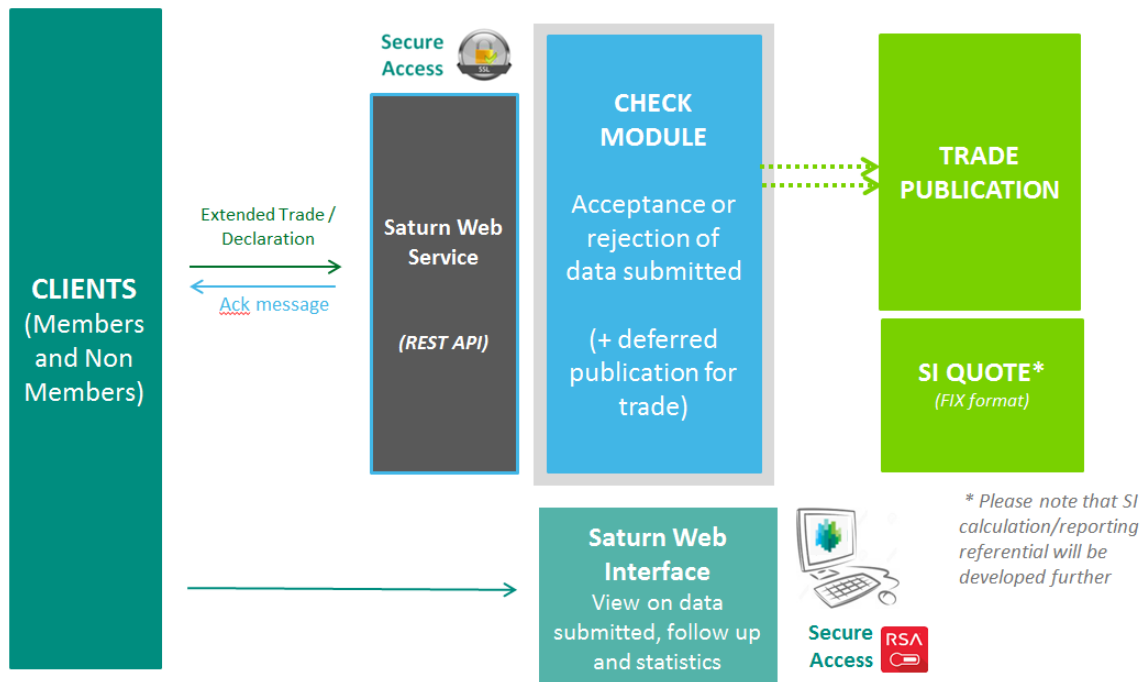 CLIENTS
(Members
and Non
Members)
Extended Trade /
Declaration
Ack message
Secure
Access
SSL
Saturn Web
Service
(REST API)
CHECK
MODULE
Acceptance or
rejection of
data submitted
(+ deferred
publication for
trade)
TRADE
PUBLICATION
SI QUOTE*
(FIX format)
* Please note that SI
calculation/reporting
referential will be
developed further
Saturn Web
Interface
View on data
submitted, follow up
and statistics
Secure
Access
RSA